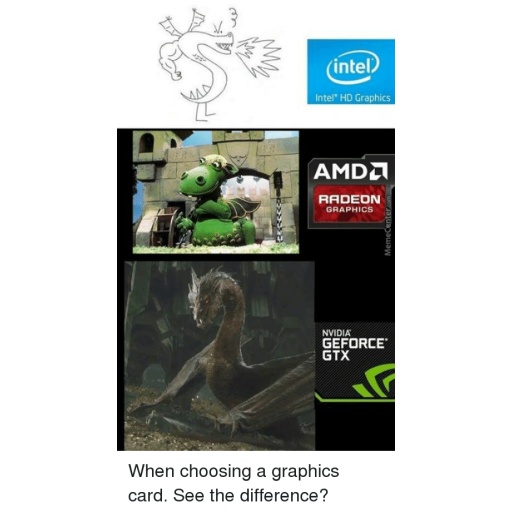 intel
Intel® HD Graphics
AMD
RADEON
GRAPHICS
MemeCenter
NVIDIA®
GEFORCE®
GTX
When choosing a graphics
card. See the difference?